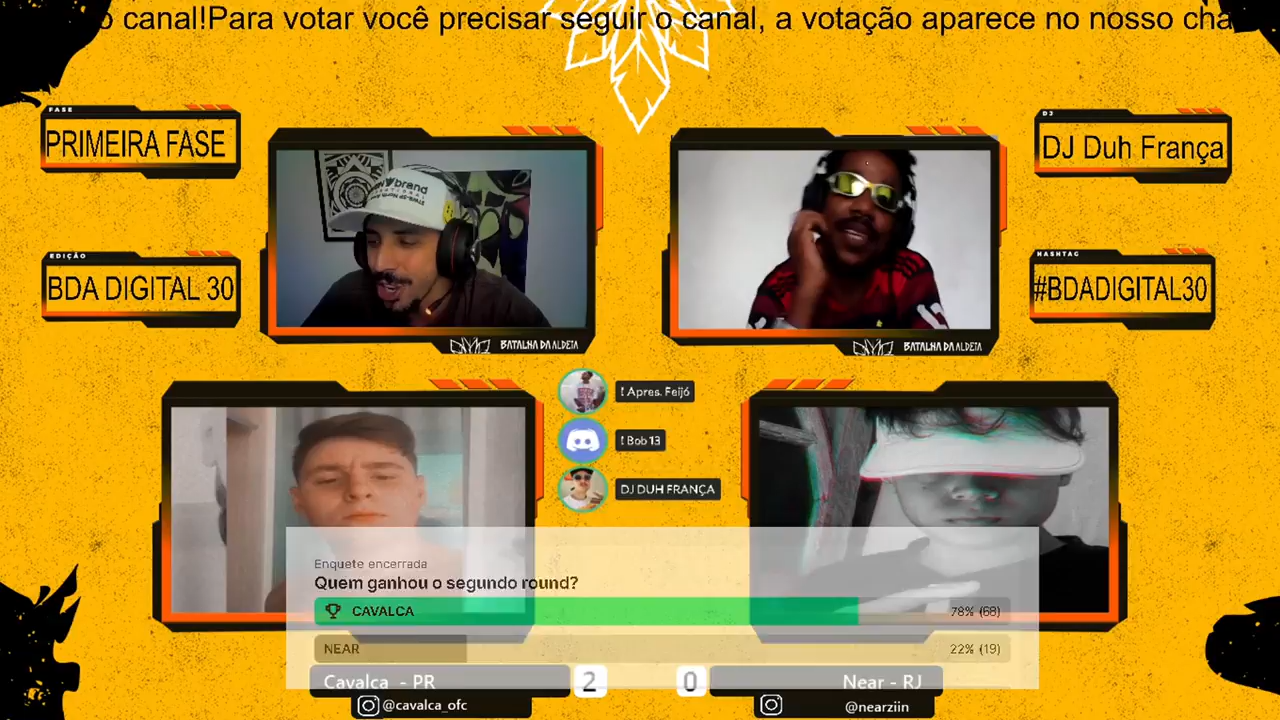 o canal!Para votar você precisar seguir o canal, a votação aparece no nosso cha
FASE
PRIMEIRA FASE
DJ
DJ Duh França
EDIÇÃO
BDA DIGITAL 30
HASHTAG
#BDADIGITAL30
brand
BATALHA DA ALDEIA
BATALHA DA ALDEIA
! Apres. Feijó
! Bob 13
DJ DUH FRANÇA
Enquete encerrada
Quem ganhou o segundo round?
CAVALCA 78% (68)
NEAR 22% (19)
Cavalca - PR 2 0 Near - RJ
@cavalca_ofc
@nearziin